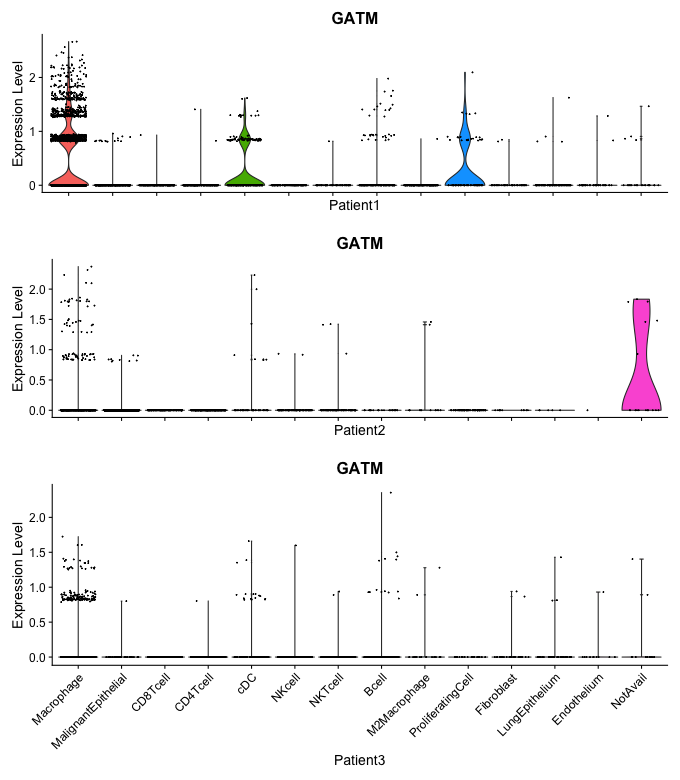 GATM
Expression Level
2
1
0
Patient1
GATM
Expression Level
2.0
1.5
1.0
0.5
0.0
Patient2
GATM
Expression Level
2.0
1.5
1.0
0.5
0.0
Macrophage
MalignantEpithelial
CD8Tcell
CD4Tcell
cDC
NKcell
NKTcell
Bcell
M2Macrophage
ProliferatingCell
Fibroblast
LungEpithelium
Endothelium
NotAvail
Patient3